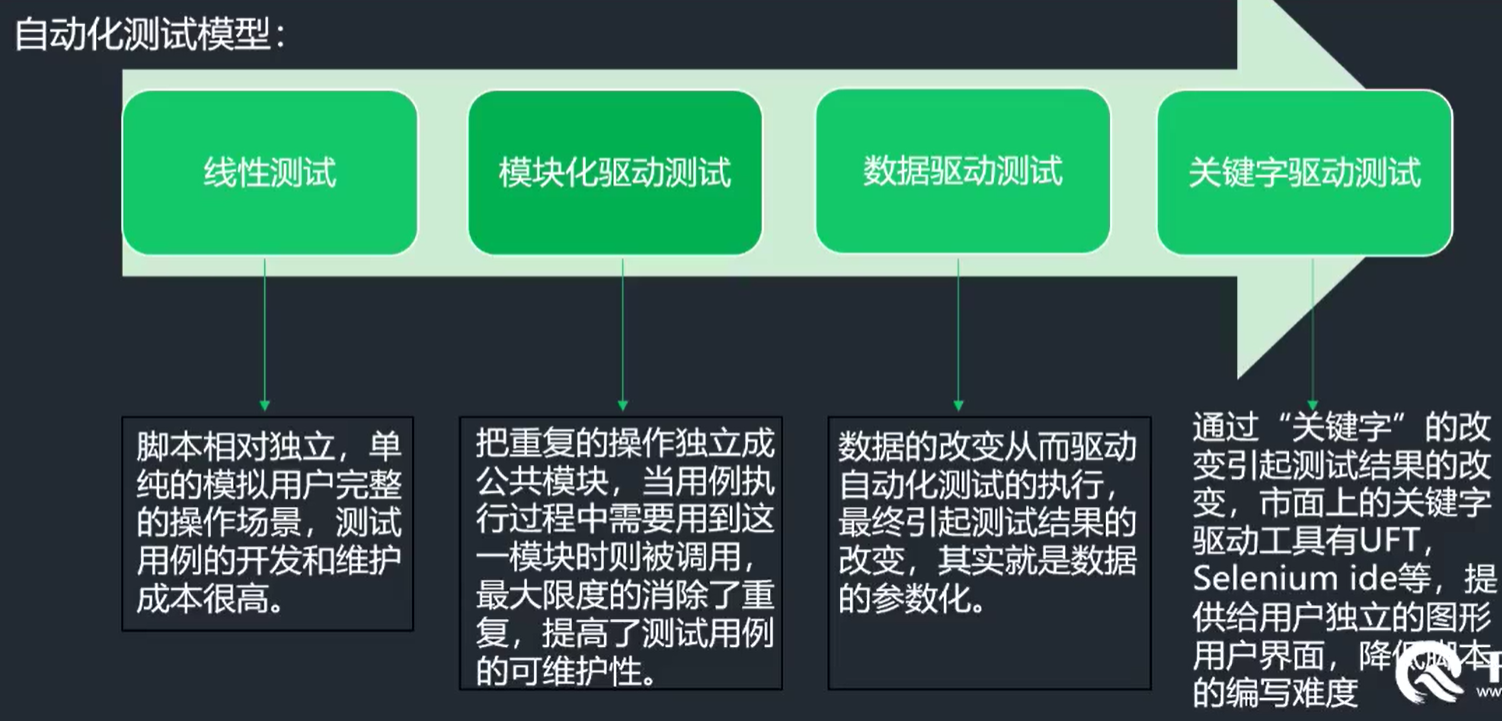 自动化测试模型：
线性测试
模块化驱动测试
数据驱动测试
关键字驱动测试
脚本相对独立，单
纯的模拟用户完整
的操作场景，测试
用例的开发和维护
成本很高。
把重复的操作独立成
公共模块，当用例执
行过程中需要用到这
一模块时则被调用，
最大限度的消除了重
复，提高了测试用例
的可维护性。
数据的改变从而驱动
自动化测试的执行，
最终引起测试结果的
改变，其实就是数据
的参数化。
通过“关键字”的改
变引起测试结果的改
变，市面上的关键字
驱动工具有UFT，
Selenium ide等，提
供给用户独立的图形
用户界面，降低脚本
的编写难度